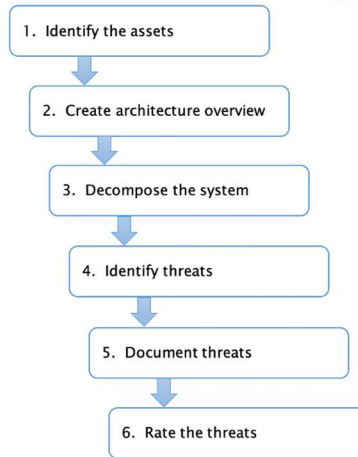 1. Identify the assets
2. Create architecture overview
3. Decompose the system
4. Identify threats
5. Document threats
6. Rate the threats